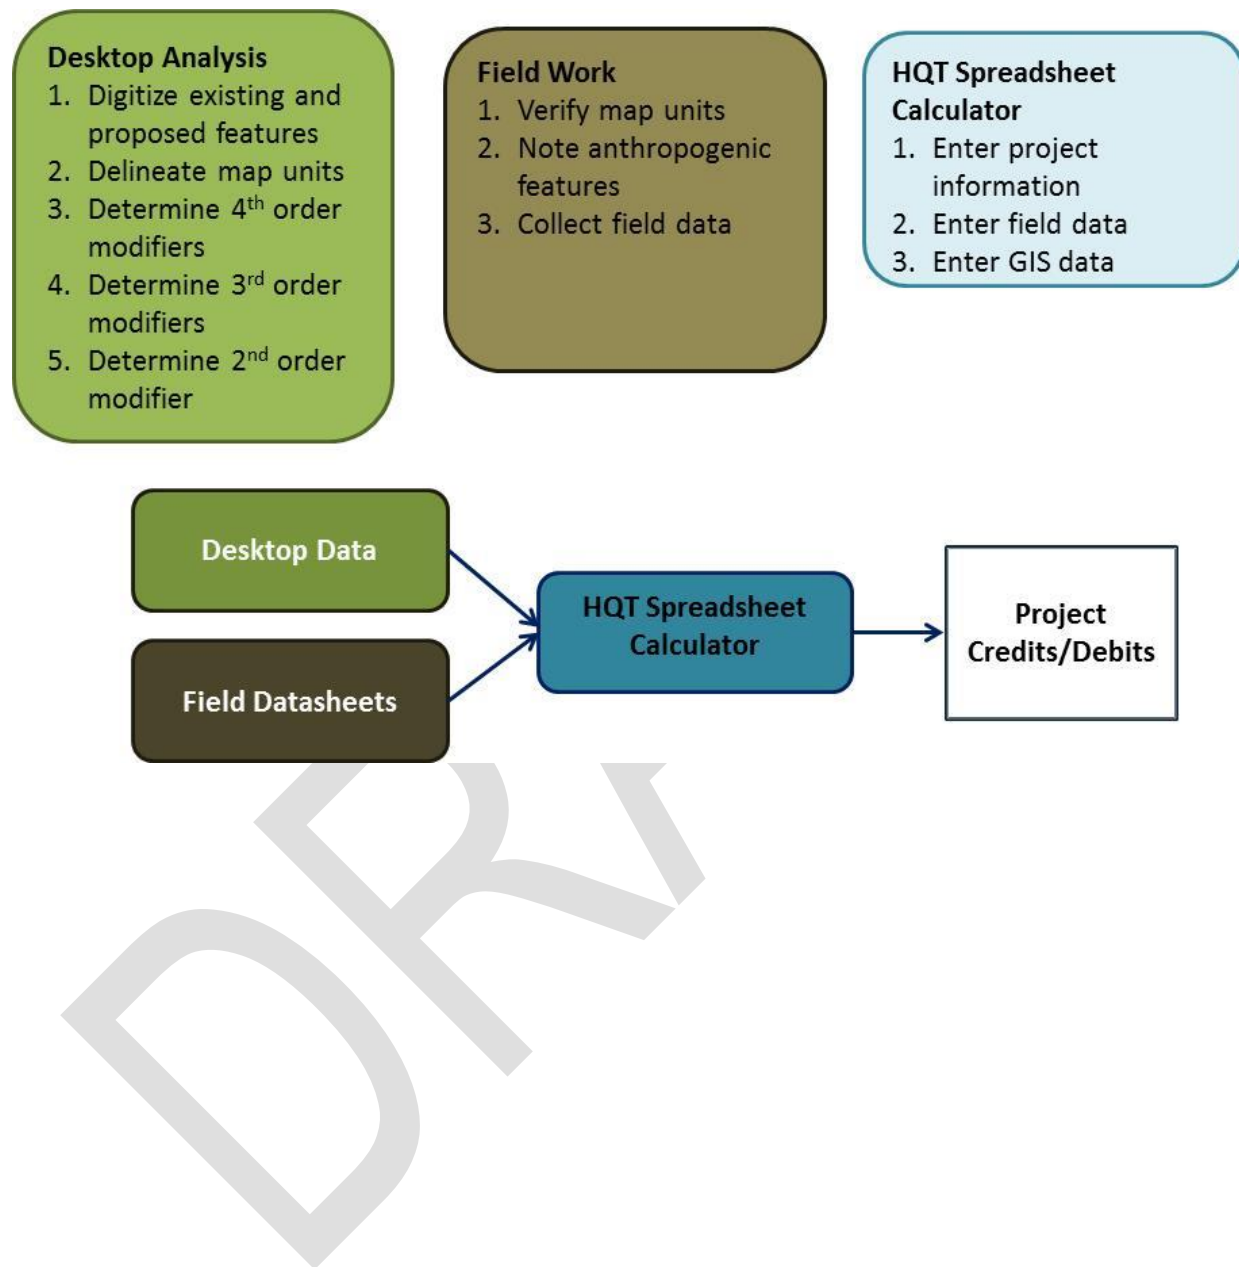 Desktop Analysis
1. Digitize existing and
proposed features
2. Delineate map units
3. Determine 4th order
modifiers
4. Determine 3rd order
modifiers
5. Determine 2nd order
modifier
Field Work
1. Verify map units
2. Note anthropogenic
features
3. Collect field data
HQT Spreadsheet
Calculator
1. Enter project
information
2. Enter field data
3. Enter GIS data
Desktop Data
Field Datasheets
HQT Spreadsheet
Calculator
Project
Credits/Debits